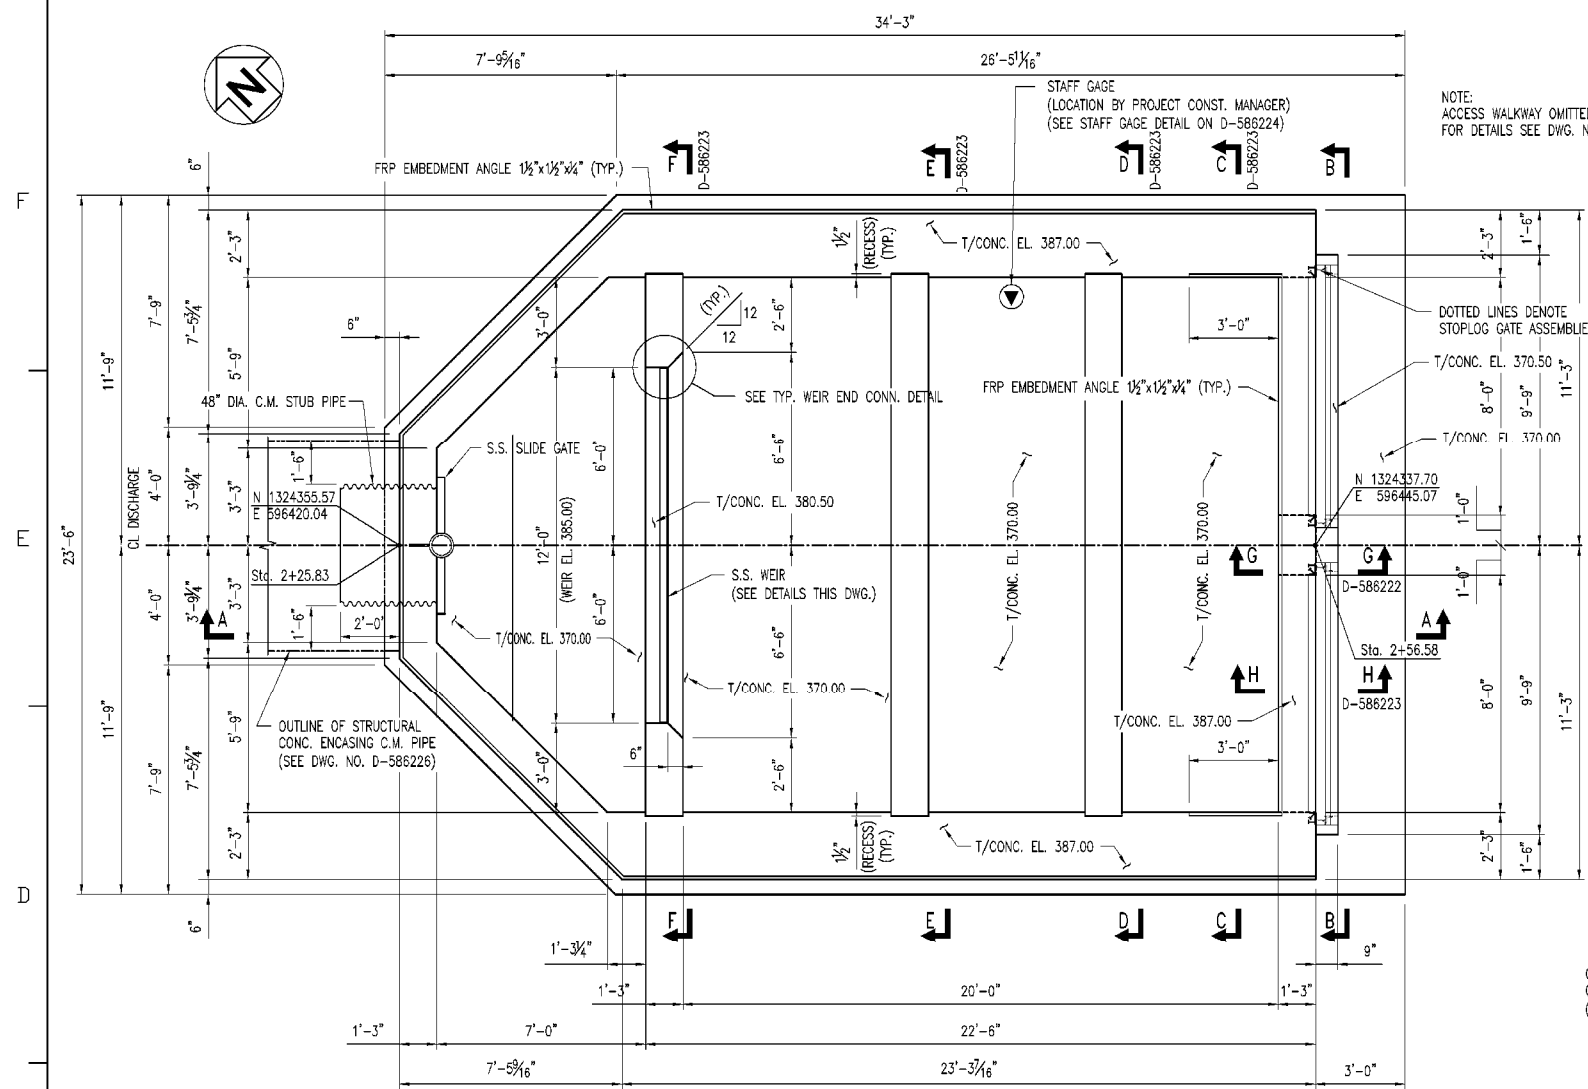 34'-3"
7'-9 5/16"
26'-5 11/16"
N
STAFF GAGE
(LOCATION BY PROJECT CONST. MANAGER)
(SEE STAFF GAGE DETAIL ON D-586224)
NOTE:
ACCESS WALKWAY OMITTE
FOR DETAILS SEE DWG. N
6"
FRP EMBEDMENT ANGLE 1½"x1½"x¼" (TYP.)
F
D-586223
E
D-586223
D
D-586223
C
D-586223
B
F
2'-3"
1½"
(RECESS)
(TYP.)
T/CONC. EL. 387.00
2'-3"
1'-6"
7'-9"
7'-5¾"
6"
3'-0"
(TYP.)
12
12
2'-6"
3'-0"
DOTTED LINES DENOTE
STOPLOG GATE ASSEMBLIE
T/CONC. EL. 370.50
11'-9"
5'-9"
48" DIA. C.M. STUB PIPE
SEE TYP. WEIR END CONN. DETAIL
FRP EMBEDMENT ANGLE 1½"x1½"x¼" (TYP.)
8'-0"
9'-9"
11'-3"
T/CONC. EL. 370.00
S.S. SLIDE GATE
6'-0"
6'-6"
1'-6"
N 1324355.57
E 596420.04
CL DISCHARGE
4'-0"
3'-9¼"
3'-3"
T/CONC. EL. 380.50
N 1324337.70
E 596445.07
1'-0"
E
23'-6"
12'-0"
(WEIR EL. 385.00)
T/CONC. EL. 370.00
T/CONC. EL. 370.00
G
G
D-586222
Sta. 2+25.83
S.S. WEIR
(SEE DETAILS THIS DWG.)
1'-0"
4'-0"
3'-9¼"
3'-3"
1'-6"
A
2'-0"
6'-0"
6'-6"
T/CONC. EL. 370.00
A
Sta. 2+56.58
T/CONC. EL. 370.00
H
H
D-586223
OUTLINE OF STRUCTURAL
CONC. ENCASING C.M. PIPE
(SEE DWG. NO. D-586226)
T/CONC. EL. 387.00
11'-9"
5'-9"
7'-9"
7'-5¾"
6"
3'-0"
2'-6"
3'-0"
8'-0"
9'-9"
11'-3"
2'-3"
1½"
(RECESS)
(TYP.)
T/CONC. EL. 387.00
2'-3"
1'-6"
D
6"
F
E
D
C
B
1'-3¼"
9"
1'-3"
20'-0"
1'-3"
1'-3"
7'-0"
22'-6"
7'-5 9/16"
23'-3 7/16"
3'-0"